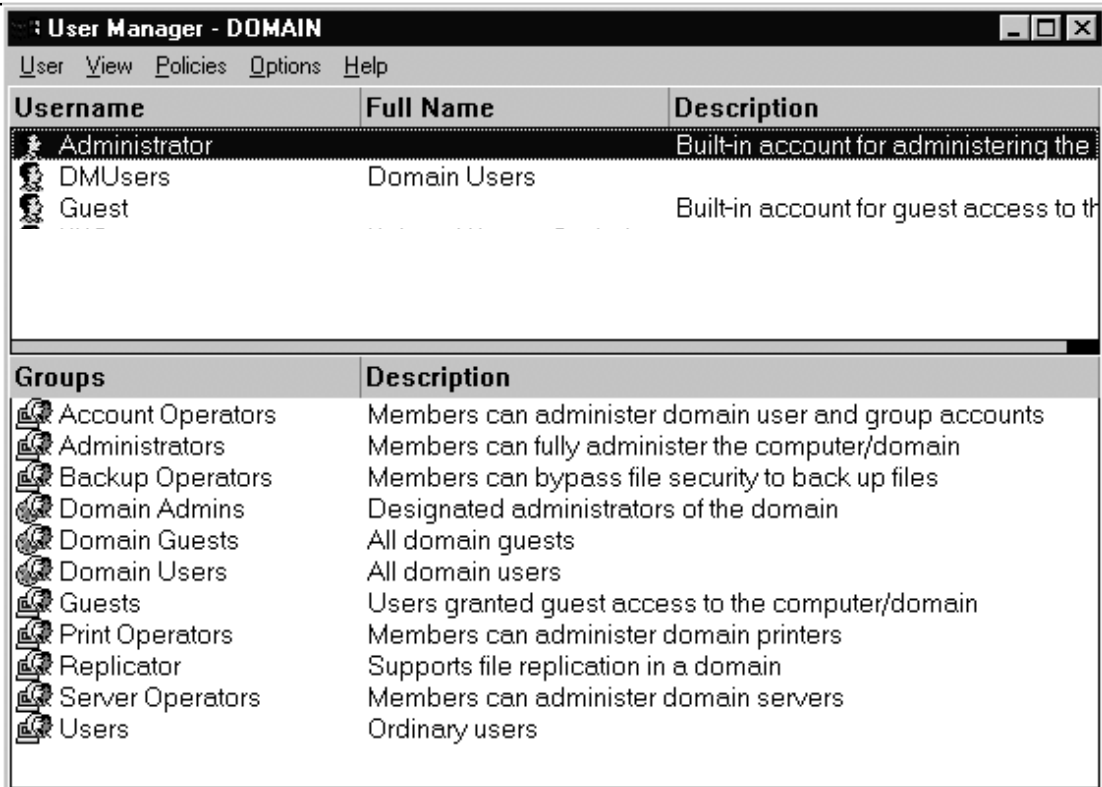 User Manager - DOMAIN
User View Policies Options Help
Username Full Name Description
Administrator Built-in account for administering the
DMUsers Domain Users
Guest Built-in account for guest access to th
Groups Description
Account Operators Members can administer domain user and group accounts
Administrators Members can fully administer the computer/domain
Backup Operators Members can bypass file security to back up files
Domain Admins Designated administrators of the domain
Domain Guests All domain guests
Domain Users All domain users
Guests Users granted guest access to the computer/domain
Print Operators Members can administer domain printers
Replicator Supports file replication in a domain
Server Operators Members can administer domain servers
Users Ordinary users